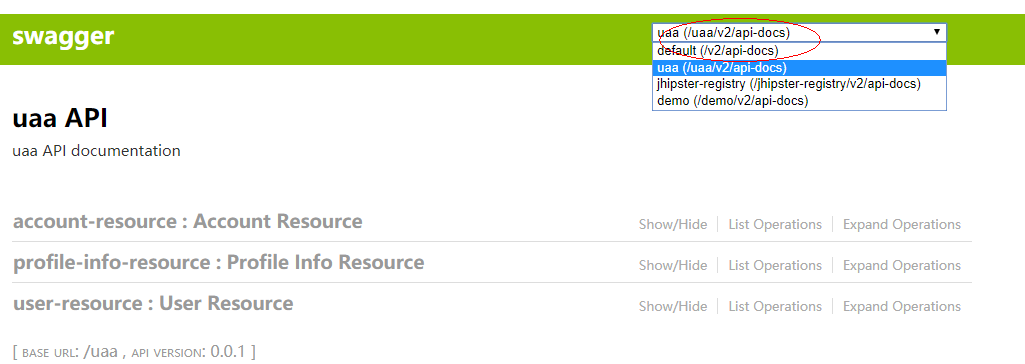 swagger
uaa (/uaa/v2/api-docs)
default (/v2/api-docs)
uaa (/uaa/v2/api-docs)
jhipster-registry (/jhipster-registry/v2/api-docs)
demo (/demo/v2/api-docs)
uaa API
uaa API documentation
account-resource : Account Resource Show/Hide List Operations Expand Operations
profile-info-resource : Profile Info Resource Show/Hide List Operations Expand Operations
user-resource : User Resource Show/Hide List Operations Expand Operations
[ BASE URL: /uaa , API VERSION: 0.0.1 ]